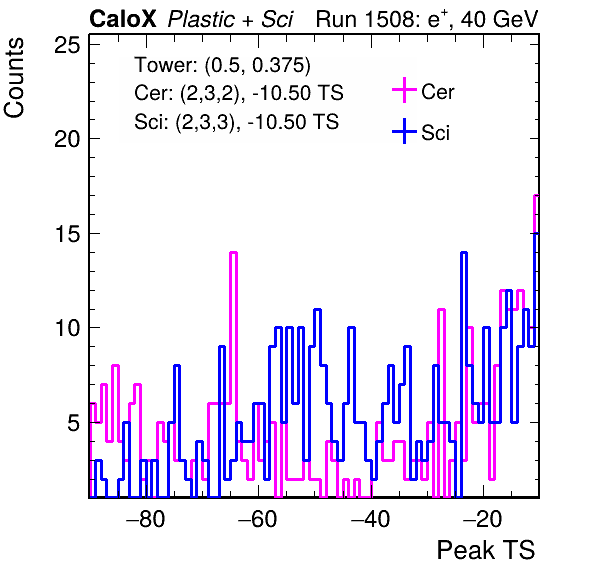 CaloX Plastic + Sci Run 1508: e+, 40 GeV
Counts
25
20
15
10
5
Tower: (0.5, 0.375)
Cer: (2,3,2), -10.50 TS
Sci: (2,3,3), -10.50 TS
Cer
Sci
−80 −60 −40 −20
Peak TS